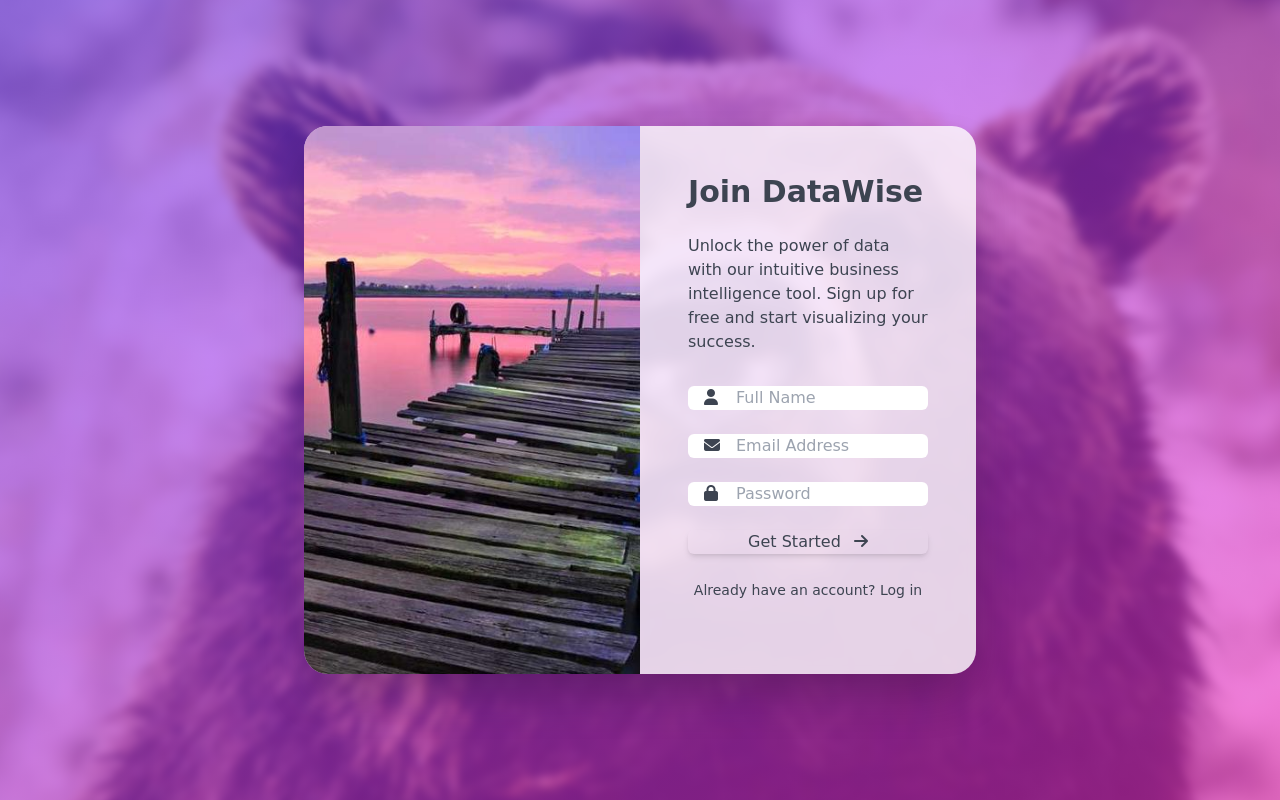 Join DataWise
Unlock the power of data
with our intuitive business
intelligence tool. Sign up for
free and start visualizing your
success.
Full Name
Email Address
Password
Get Started
Already have an account? Log in